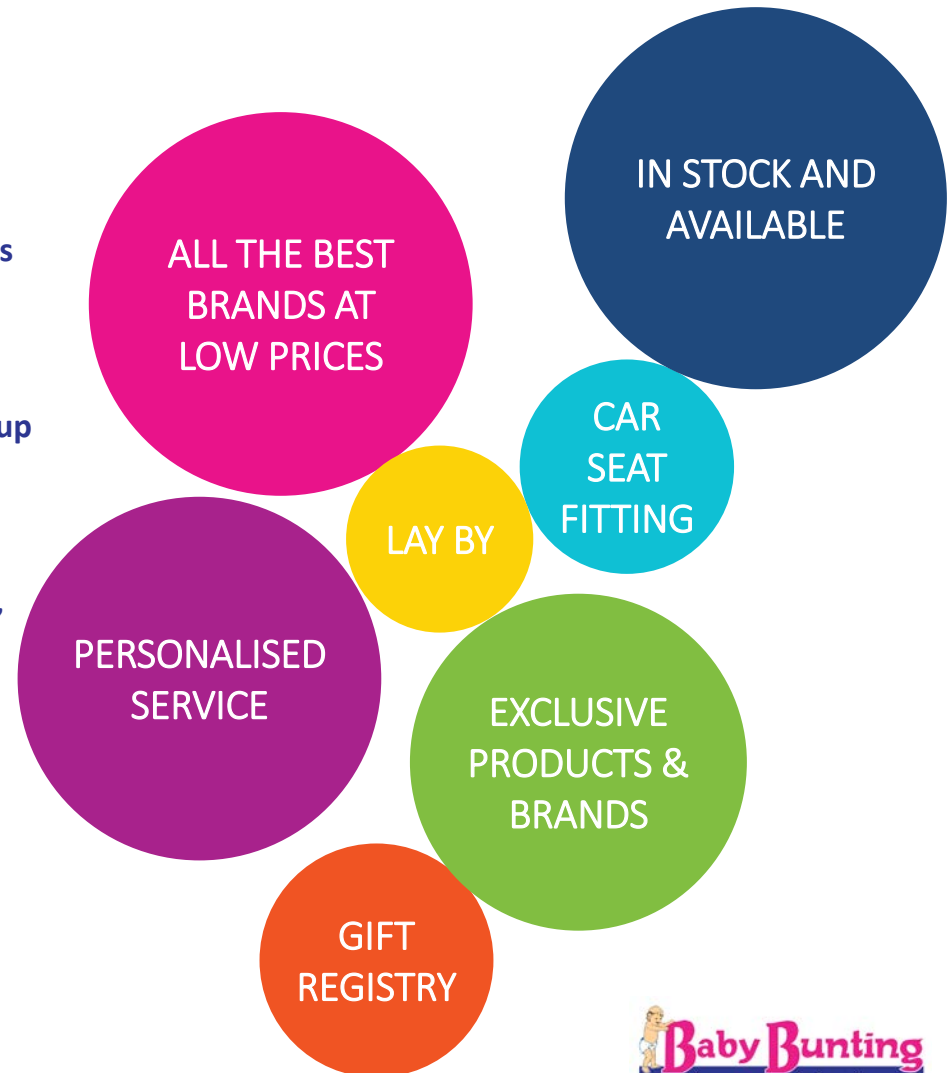 IN STOCK AND
AVAILABLE
s
ALL THE BEST
BRANDS AT
LOW PRICES
up
CAR
SEAT
FITTING
LAY BY
,
PERSONALISED
SERVICE
EXCLUSIVE
PRODUCTS &
BRANDS
GIFT
REGISTRY
Baby Bunting